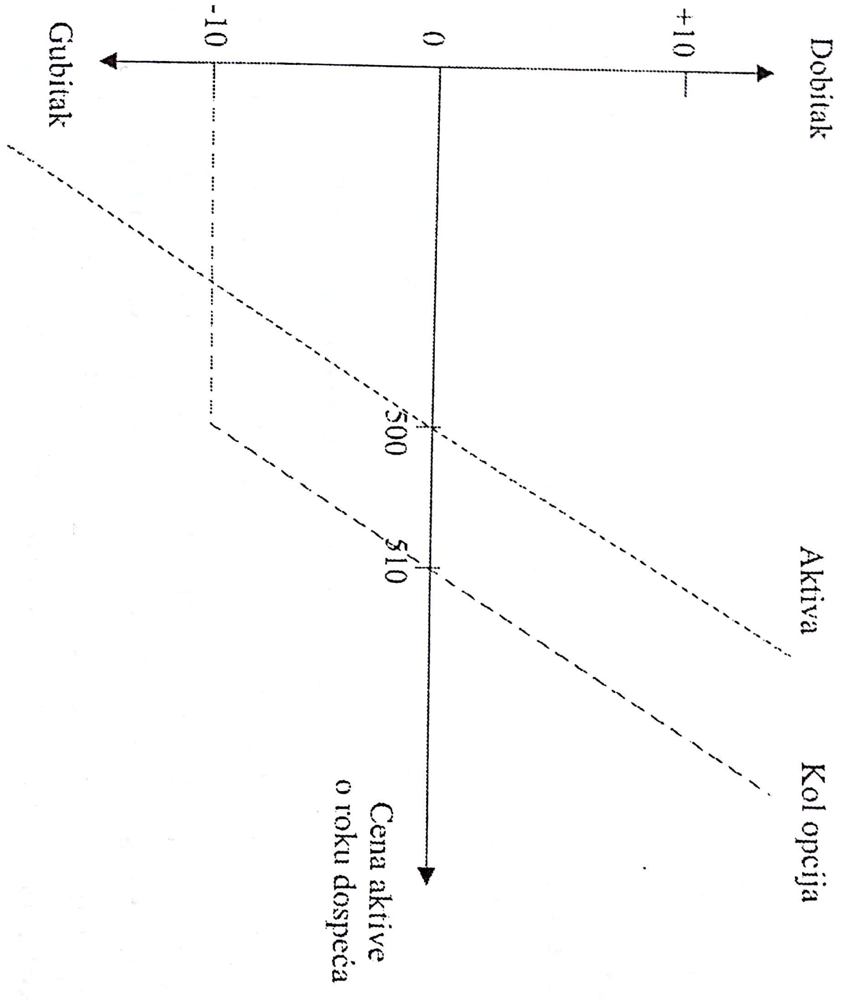 Dobitak
Aktiva
Kol opcija
+10
0
500
510
Cena aktive
o roku dospeća
-10
Gubitak